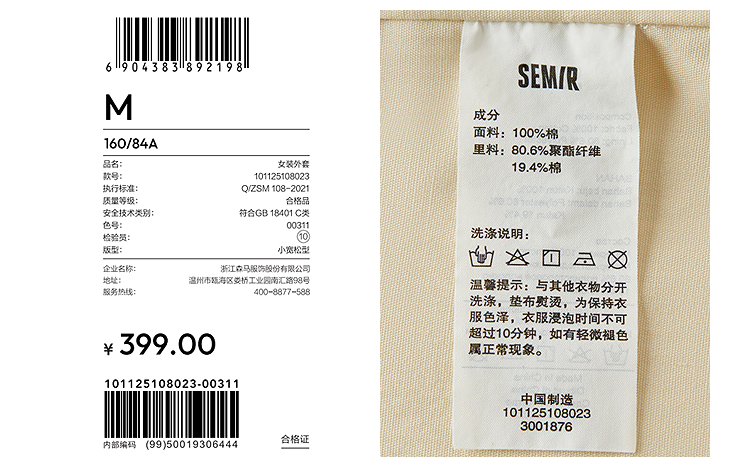 6 904383 892198
M
160/84A
品名: 女装外套
款号: 101125108023
执行标准: Q/ZSM 108-2021
质量等级: 合格品
安全技术类别: 符合GB 18401 C类
色号: 00311
检验员: 10
版型: 小宽松型
企业名称: 浙江森马服饰股份有限公司
地址: 温州市瓯海区娄桥工业园南汇路98号
服务热线: 400-8877-588
¥ 399.00
101125108023-00311
内部编码 (99)50019306444
合格证
SEMIR
成分
面料: 100%棉
里料: 80.6%聚酯纤维
19.4%棉
洗涤说明:
温馨提示: 与其他衣物分开
洗涤, 垫布熨烫, 为保持衣
服色泽, 衣服浸泡时间不可
超过10分钟, 如有轻微褪色
属正常现象。
中国制造
101125108023
3001876